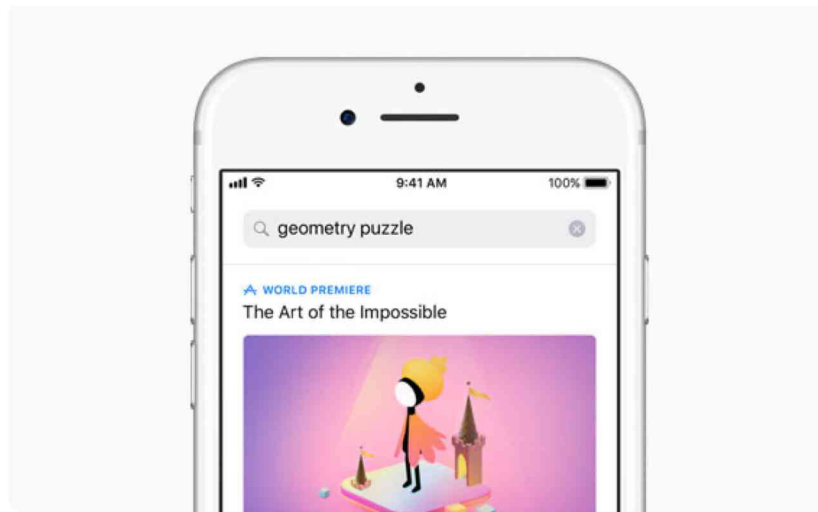 9:41 AM
100%
geometry puzzle
WORLD PREMIERE
The Art of the Impossible